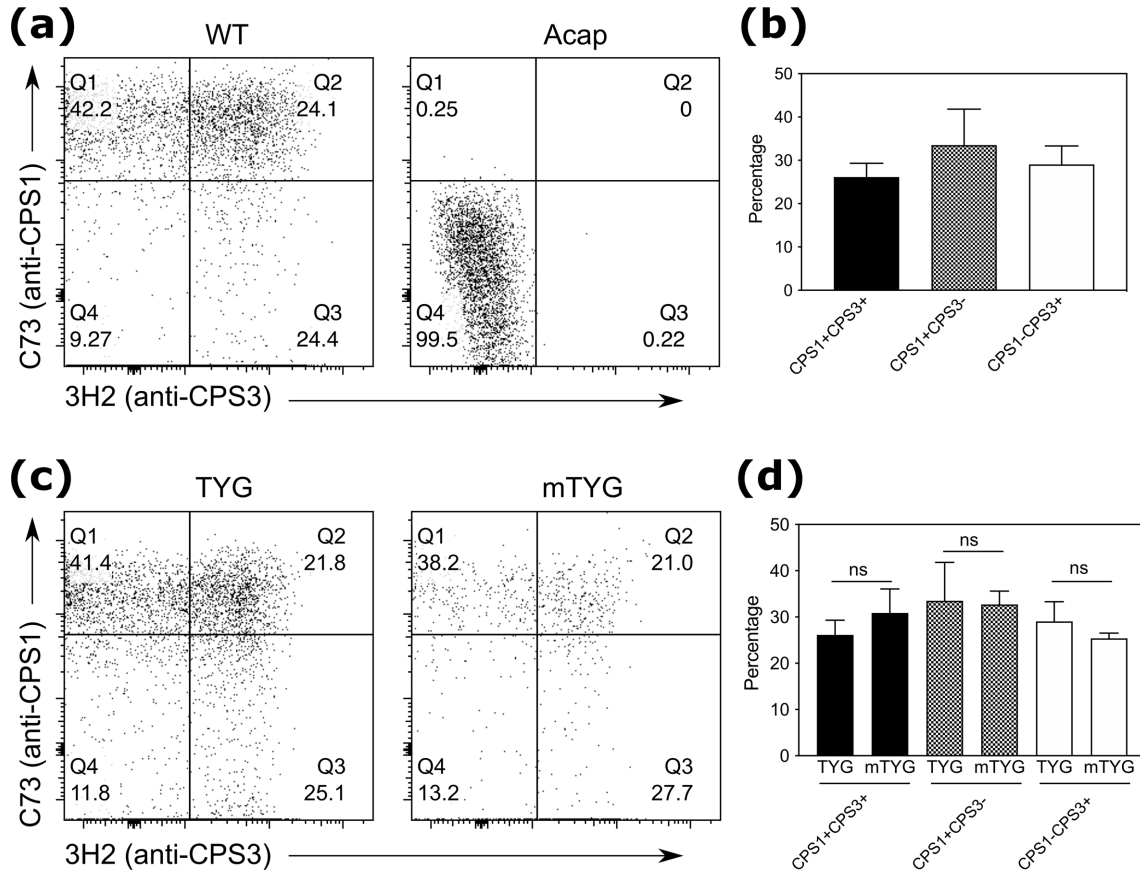 (a)
WT
Acap
Q1
42.2
Q2
24.1
Q4
9.27
Q3
24.4
Q1
0.25
Q2
0
Q4
99.5
Q3
0.22
C73 (anti-CPS1)
3H2 (anti-CPS3)
(b)
50
40
30
20
10
0
Percentage
CPS1+CPS3+
CPS1+CPS3-
CPS1-CPS3+
(c)
TYG
mTYG
Q1
41.4
Q2
21.8
Q4
11.8
Q3
25.1
Q1
38.2
Q2
21.0
Q4
13.2
Q3
27.7
C73 (anti-CPS1)
3H2 (anti-CPS3)
(d)
50
40
30
20
10
0
Percentage
ns
ns
ns
TYG mTYG TYG mTYG TYG mTYG
CPS1+CPS3+
CPS1+CPS3-
CPS1-CPS3+